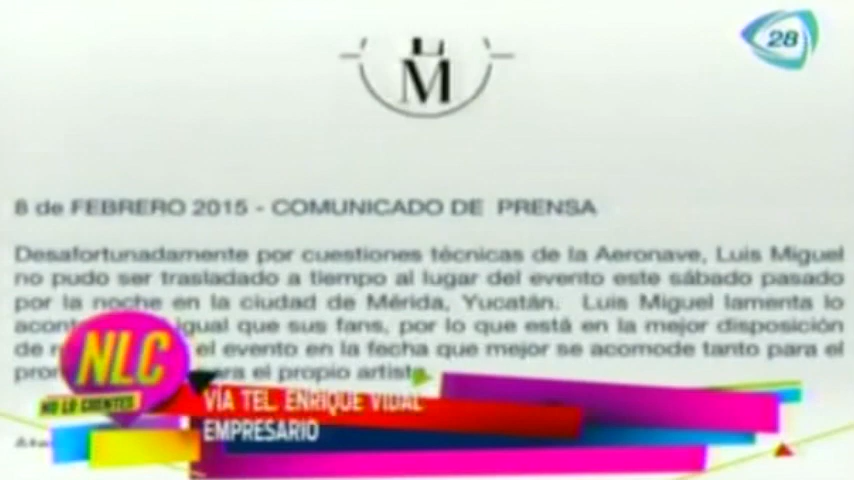 28
L
M
8 de FEBRERO 2015 - COMUNICADO DE PRENSA
Desafortunadamente por cuestiones técnicas de la Aeronave, Luis Miguel
no pudo ser trasladado a tiempo al lugar del evento este sábado pasado
por la noche en la ciudad de Mérida, Yucatán. Luis Miguel lamenta lo
igual que sus fans, por lo que está en la mejor disposición
el evento en la fecha que mejor se acomode tanto para el
el propio artista.
NLC
NO LO CUENTES
VÍA TEL. ENRIQUE VIDAL
EMPRESARIO